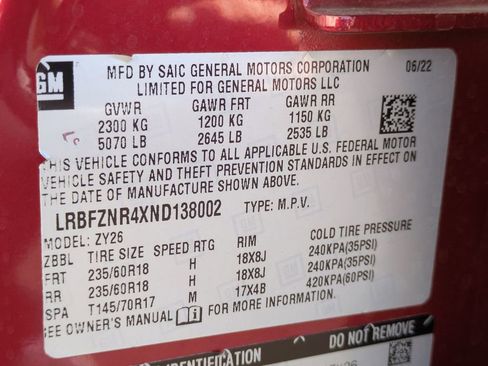 GM
MFD BY SAIC GENERAL MOTORS CORPORATION 06/22
LIMITED FOR GENERAL MOTORS LLC
GVWR GAWR FRT GAWR RR
2300 KG 1200 KG 1150 KG
5070 LB 2645 LB 2535 LB
THIS VEHICLE CONFORMS TO ALL APPLICABLE U.S. FEDERAL MOTOR
VEHICLE SAFETY AND THEFT PREVENTION STANDARDS IN EFFECT ON
THE DATE OF MANUFACTURE SHOWN ABOVE.
LRBFZNR4XND138002 TYPE: M.P.V.
MODEL: ZY26
ZBBL TIRE SIZE SPEED RTG RIM COLD TIRE PRESSURE
FRT 235/60R18 H 18X8J 240KPA(35PSI)
RR 235/60R18 H 18X8J 240KPA(35PSI)
SPA T145/70R17 M 17X4B 420KPA(60PSI)
SEE OWNER'S MANUAL FOR MORE INFORMATION.
IDENTIFICATION DO NOT REMOVE